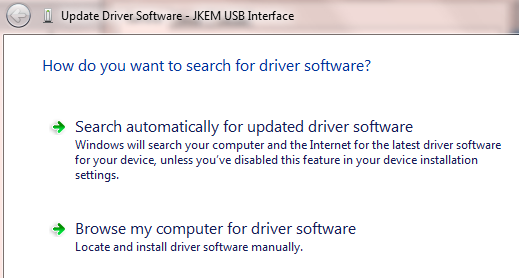 Update Driver Software - JKEM USB Interface
How do you want to search for driver software?
Search automatically for updated driver software
Windows will search your computer and the Internet for the latest driver software
for your device, unless you've disabled this feature in your device installation
settings.
Browse my computer for driver software
Locate and install driver software manually.